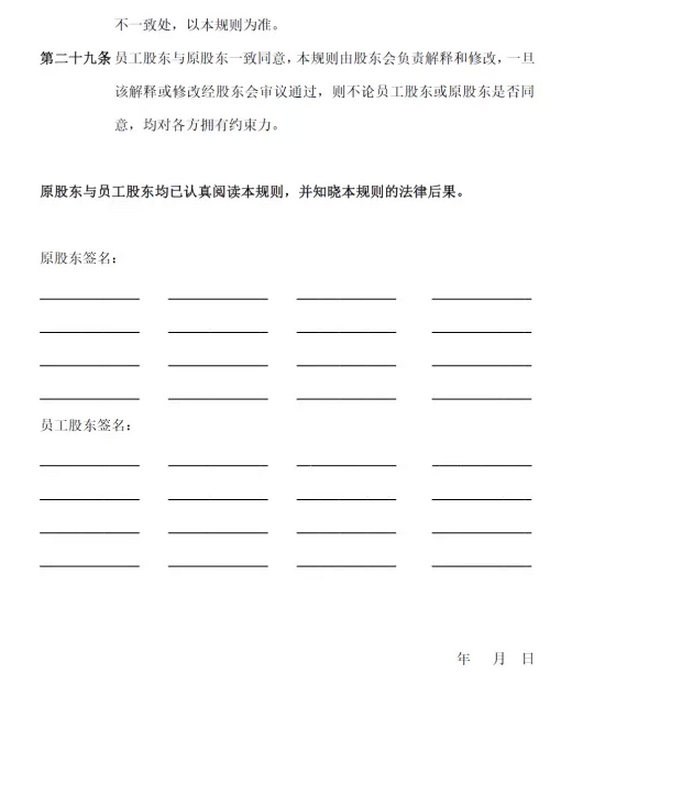 不一致处，以本规则为准。
第二十九条 员工股东与原股东一致同意，本规则由股东会负责解释和修改，一旦
该解释或修改经股东会审议通过，则不论员工股东或原股东是否同
意，均对各方拥有约束力。
原股东与员工股东均已认真阅读本规则，并知晓本规则的法律后果。
原股东签名：
员工股东签名：
年 月 日